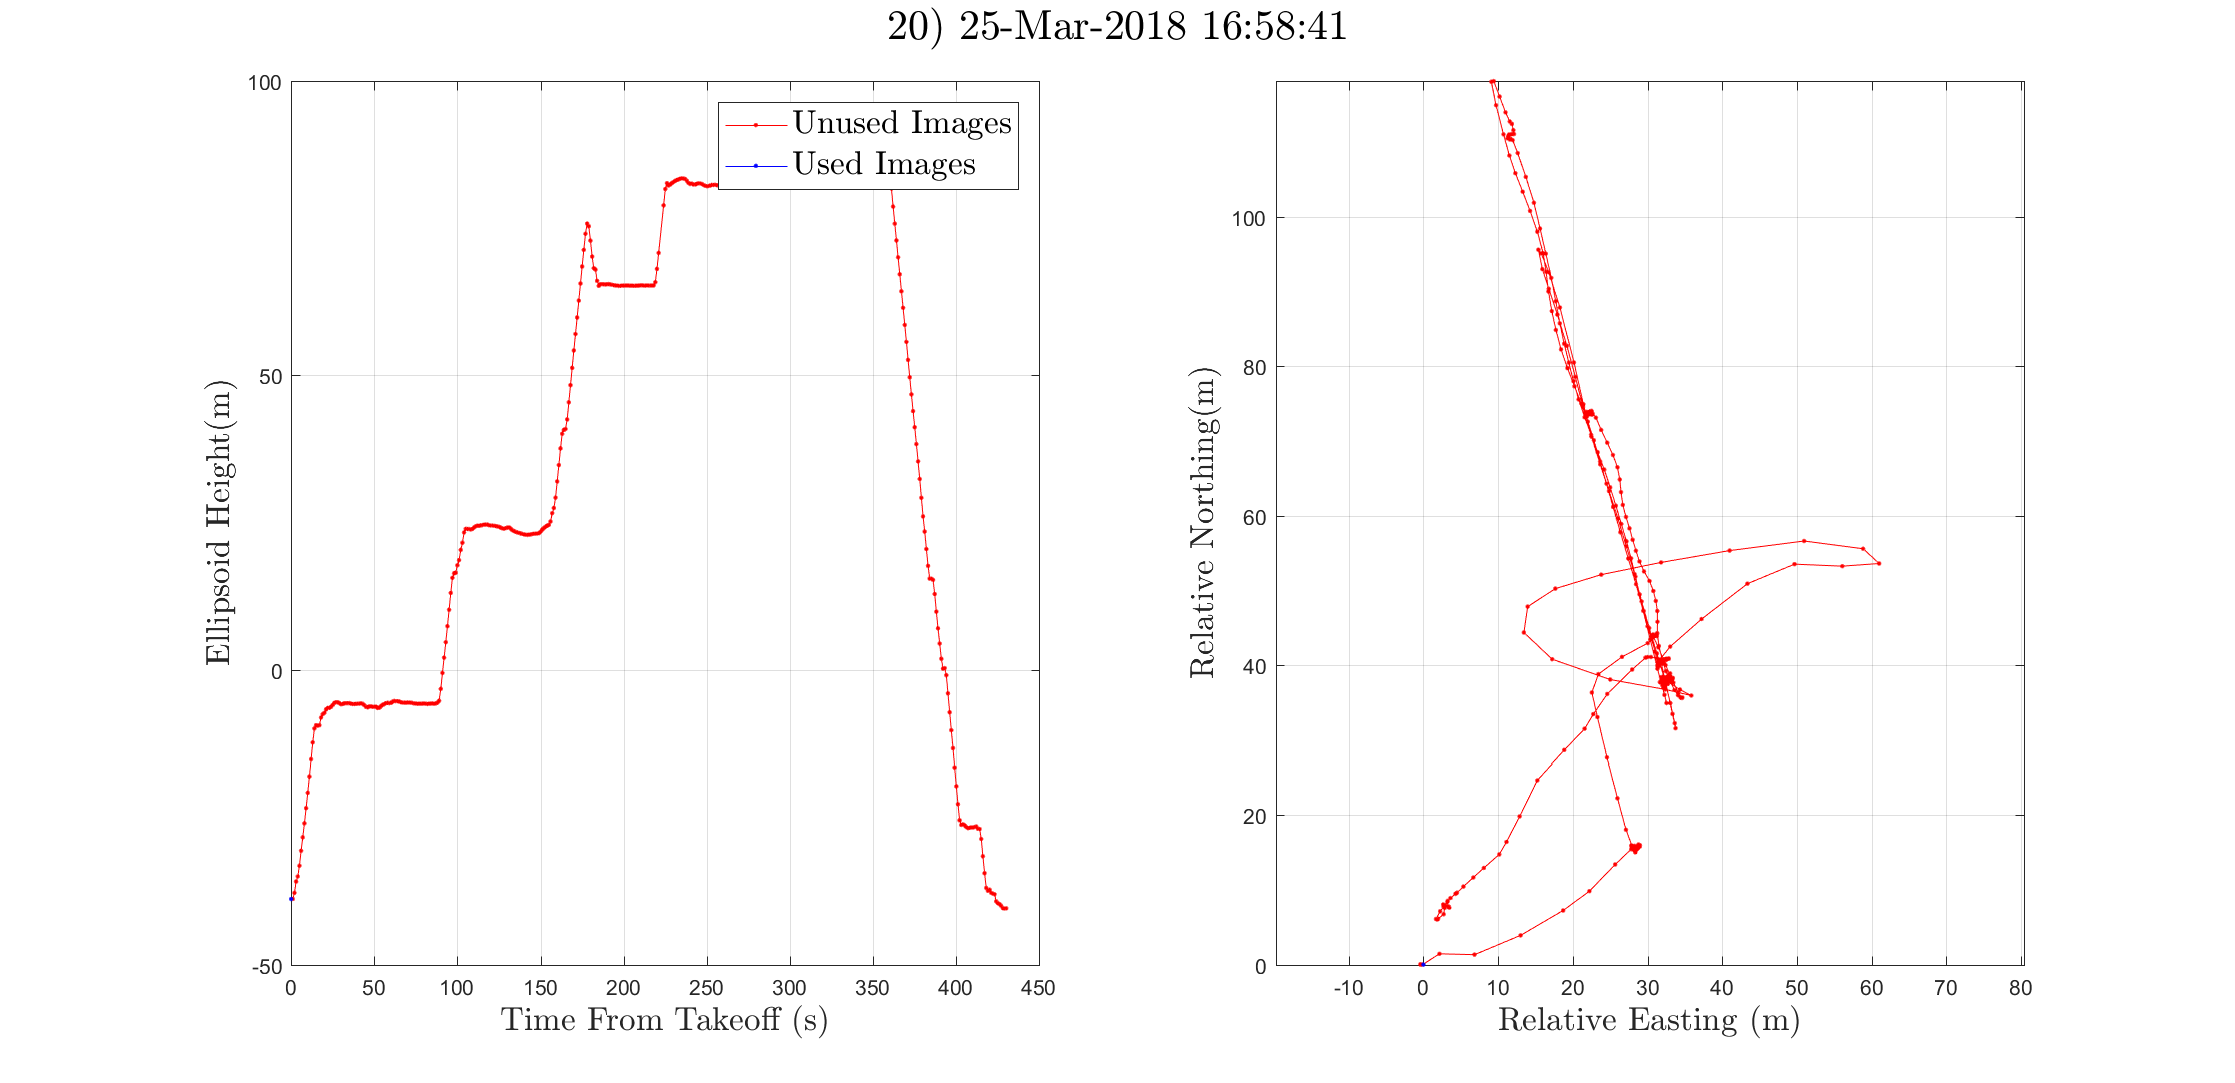 20) 25-Mar-2018 16:58:41
100
50
0
-50
Ellipsoid Height(m)
0 50 100 150 200 250 300 350 400 450
Time From Takeoff (s)
Unused Images
Used Images
100
80
60
40
20
0
Relative Northing(m)
-10 0 10 20 30 40 50 60 70 80
Relative Easting (m)